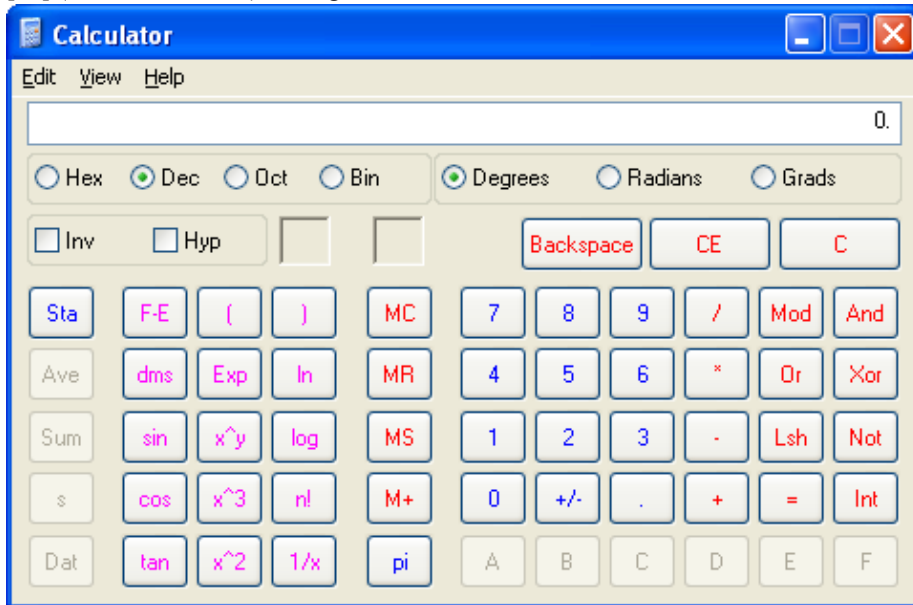 Calculator
Edit View Help
0.
Hex Dec Oct Bin Degrees Radians Grads
Inv Hyp Backspace CE C
Sta F-E ( ) MC 7 8 9 / Mod And
Ave dms Exp ln MR 4 5 6 * Or Xor
Sum sin x^y log MS 1 2 3 - Lsh Not
s cos x^3 n! M+ 0 +/- . + = Int
Dat tan x^2 1/x pi A B C D E F